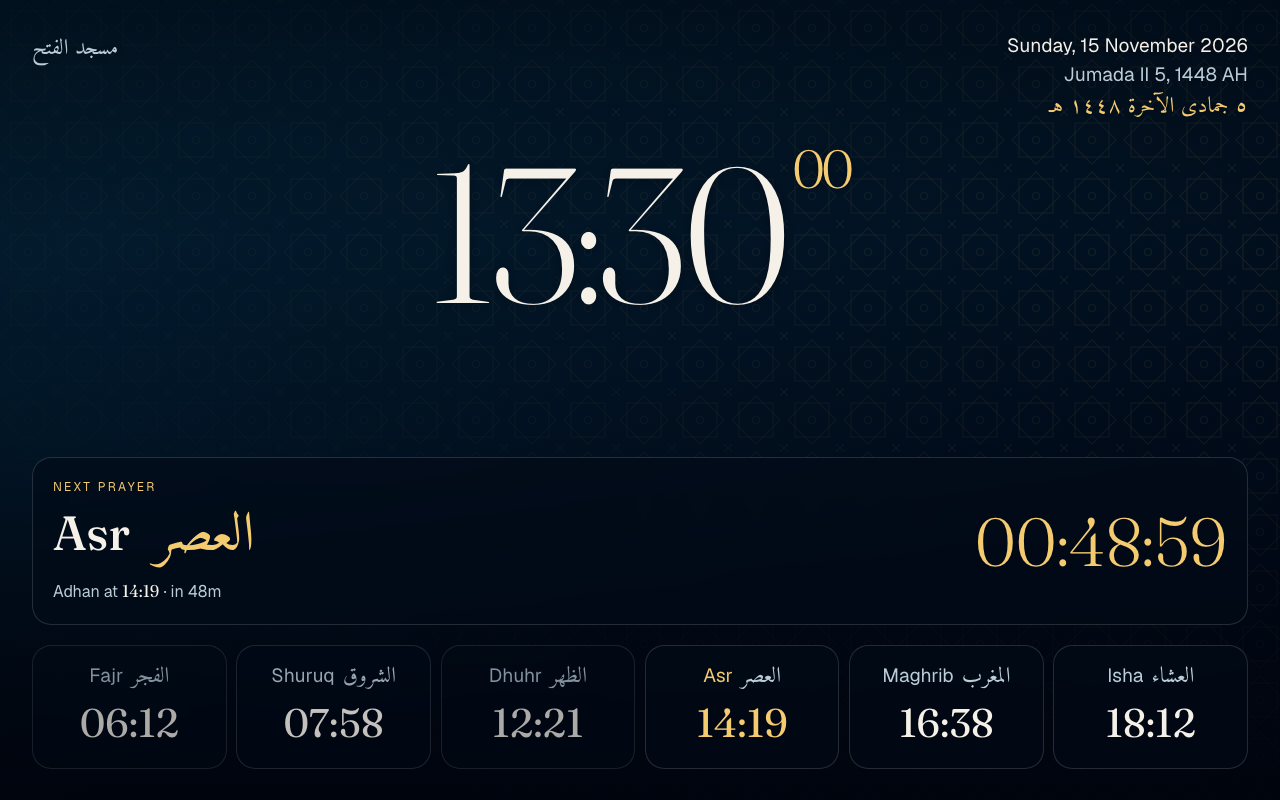 مسجد الفتح
Sunday, 15 November 2026
Jumada II 5, 1448 AH
٥ جمادى الآخرة ١٤٤٨ هـ
13:30 00
NEXT PRAYER
Asr العصر
00:48:59
Adhan at 14:19 · in 48m
Fajr الفجر
06:12
Shuruq الشروق
07:58
Dhuhr الظهر
12:21
Asr العصر
14:19
Maghrib المغرب
16:38
Isha العشاء
18:12